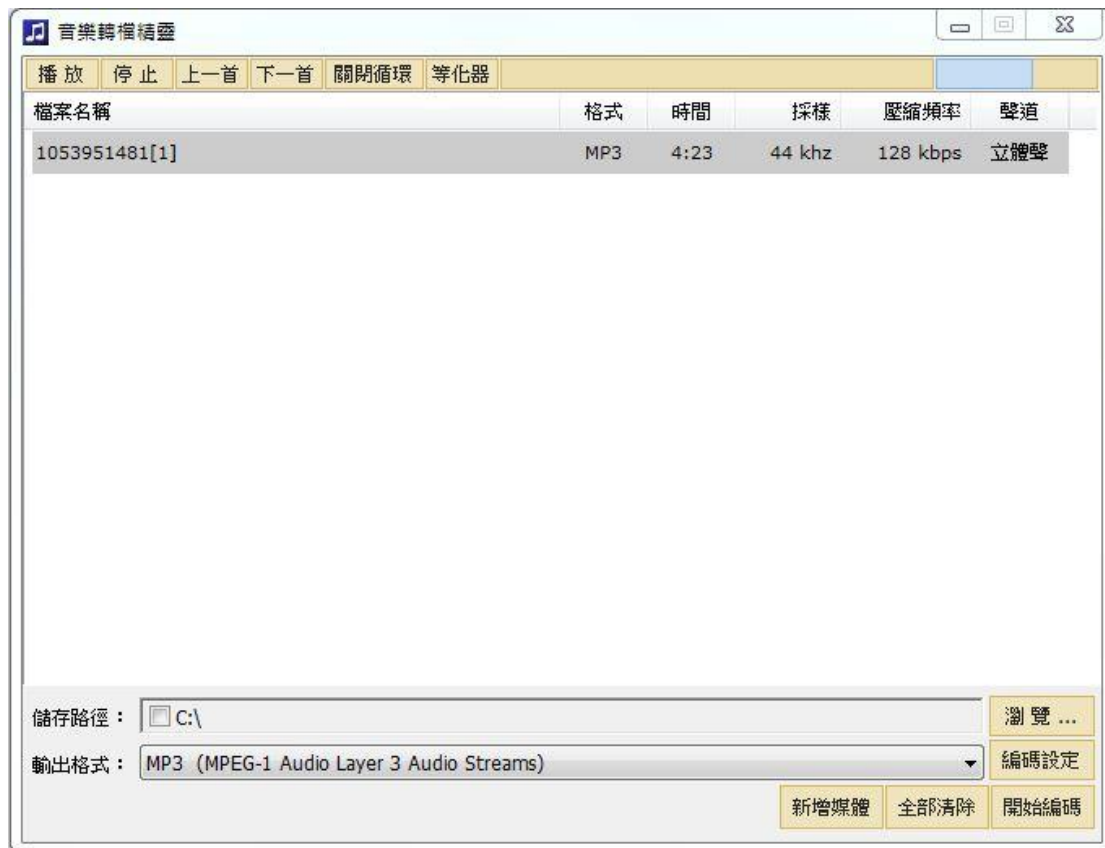 音樂轉檔精靈
播 放 停 止 上一首 下一首 關閉循環 等化器
檔案名稱 格式 時間 採樣 壓縮頻率 聲道
1053951481[1] MP3 4:23 44 khz 128 kbps 立體聲
儲存路徑： C:\ 瀏 覽 ...
輸出格式： MP3 (MPEG-1 Audio Layer 3 Audio Streams) 編碼設定
新增媒體 全部清除 開始編碼